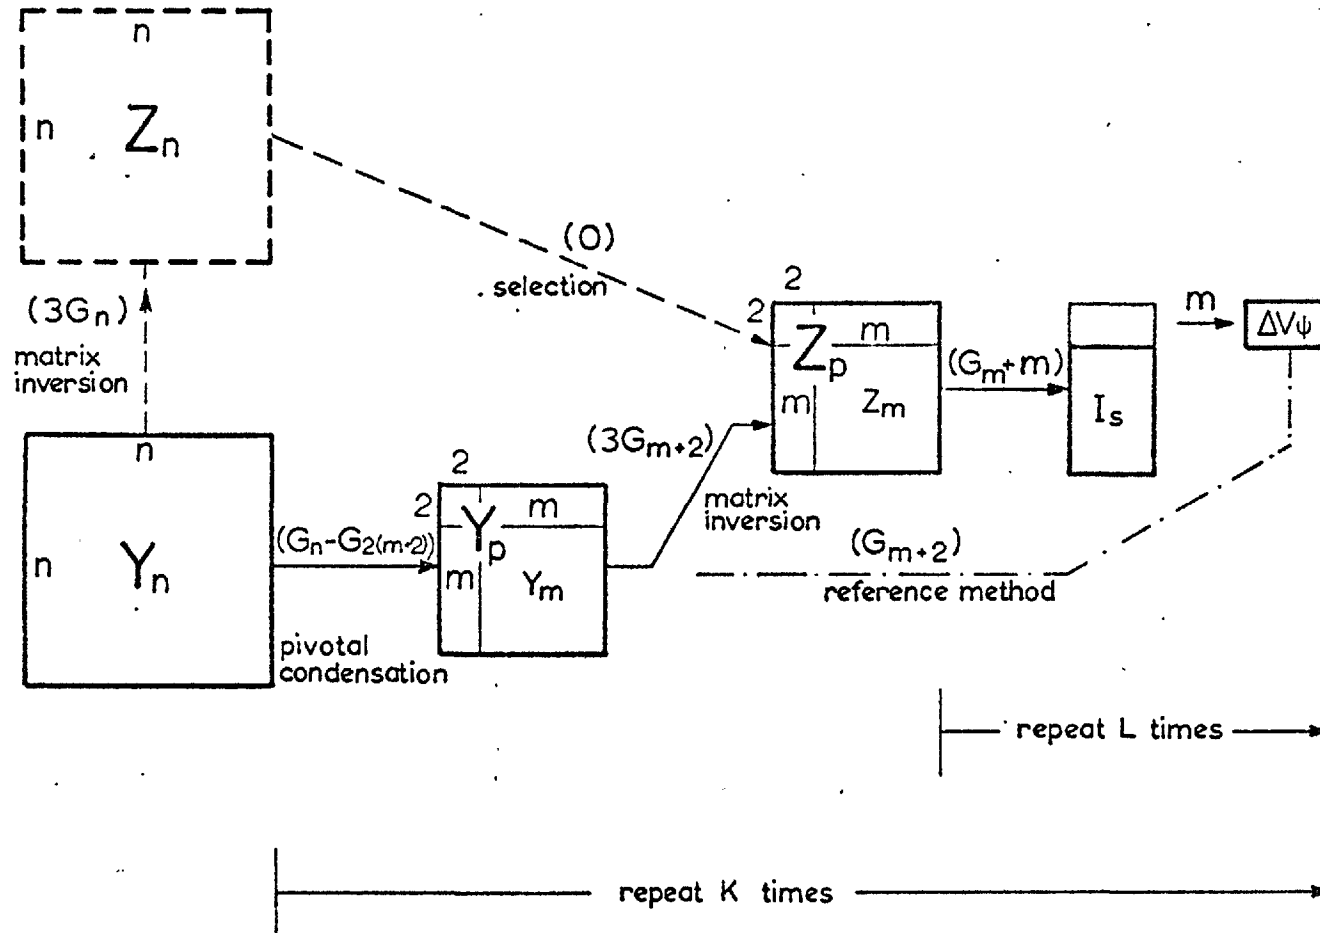 n
n
Zn
(3Gn)
matrix
inversion
(0)
selection
2
2
Zp
m
m
Zm
(Gm+m)
Is
m
ΔVψ
n
n
Yn
(Gn-G2(m·2))
pivotal
condensation
2
2
Yp
m
m
Ym
(3Gm+2)
matrix
inversion
(Gm+2)
reference method
repeat L times
repeat K times